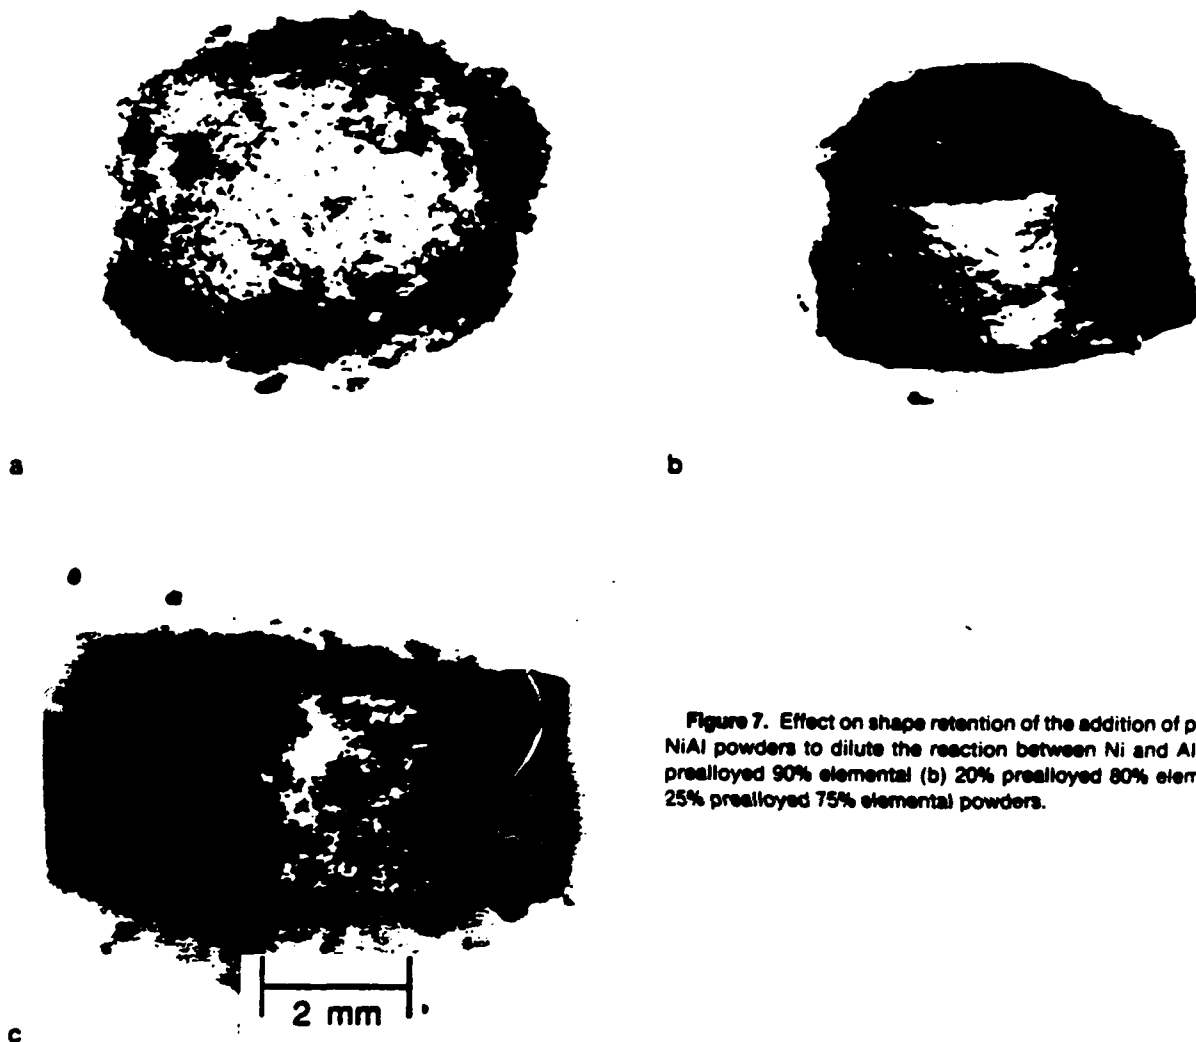 a
b
Figure 7. Effect on shape retention of the addition of p
NiAl powders to dilute the reaction between Ni and Al
prealloyed 90% elemental (b) 20% prealloyed 80% elem
25% prealloyed 75% elemental powders.
2 mm
c